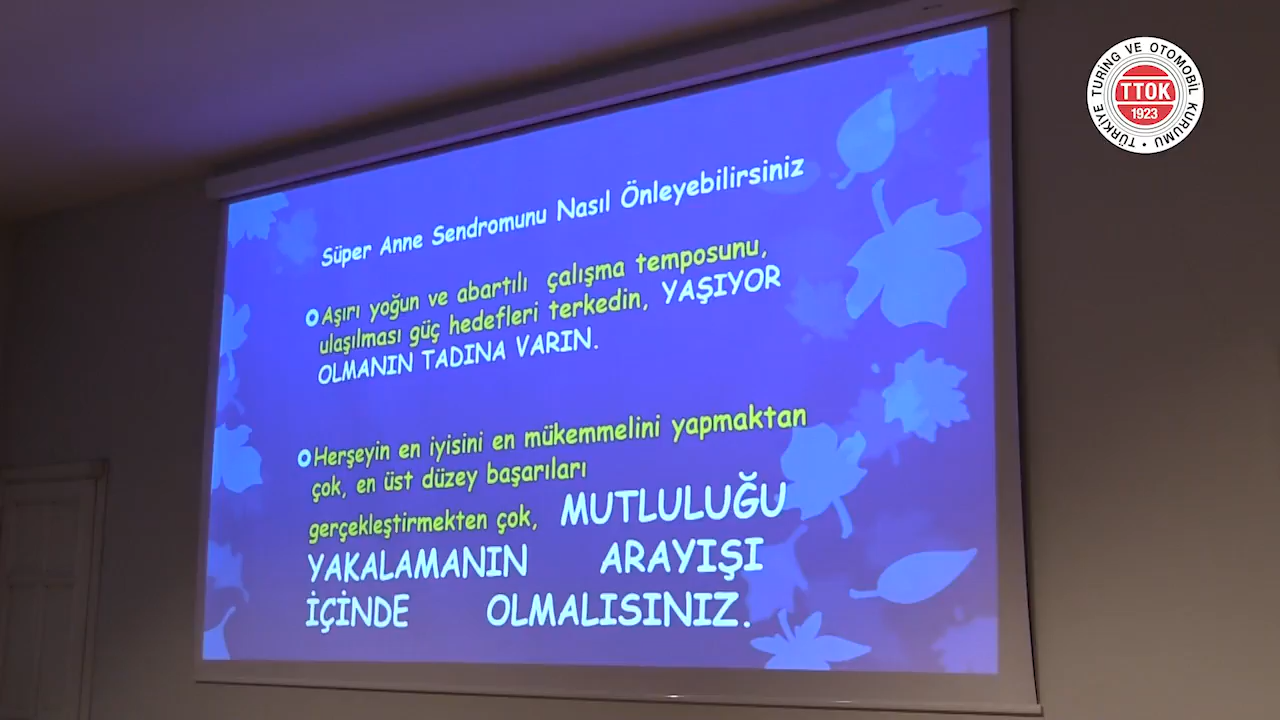 Süper Anne Sendromunu Nasıl Önleyebilirsiniz
Aşırı yoğun ve abartılı çalışma temposunu,
ulaşılması güç hedefleri terkedin, YAŞIYOR
OLMANIN TADINA VARIN.
Herşeyin en iyisini en mükemmelini yapmaktan
çok, en üst düzey başarıları
gerçekleştirmekten çok, MUTLULUĞU
YAKALAMANIN ARAYIŞI
İÇİNDE OLMALISINIZ.
TÜRKİYE TURİNG VE OTOMOBİL KURUMU
TTOK
1923